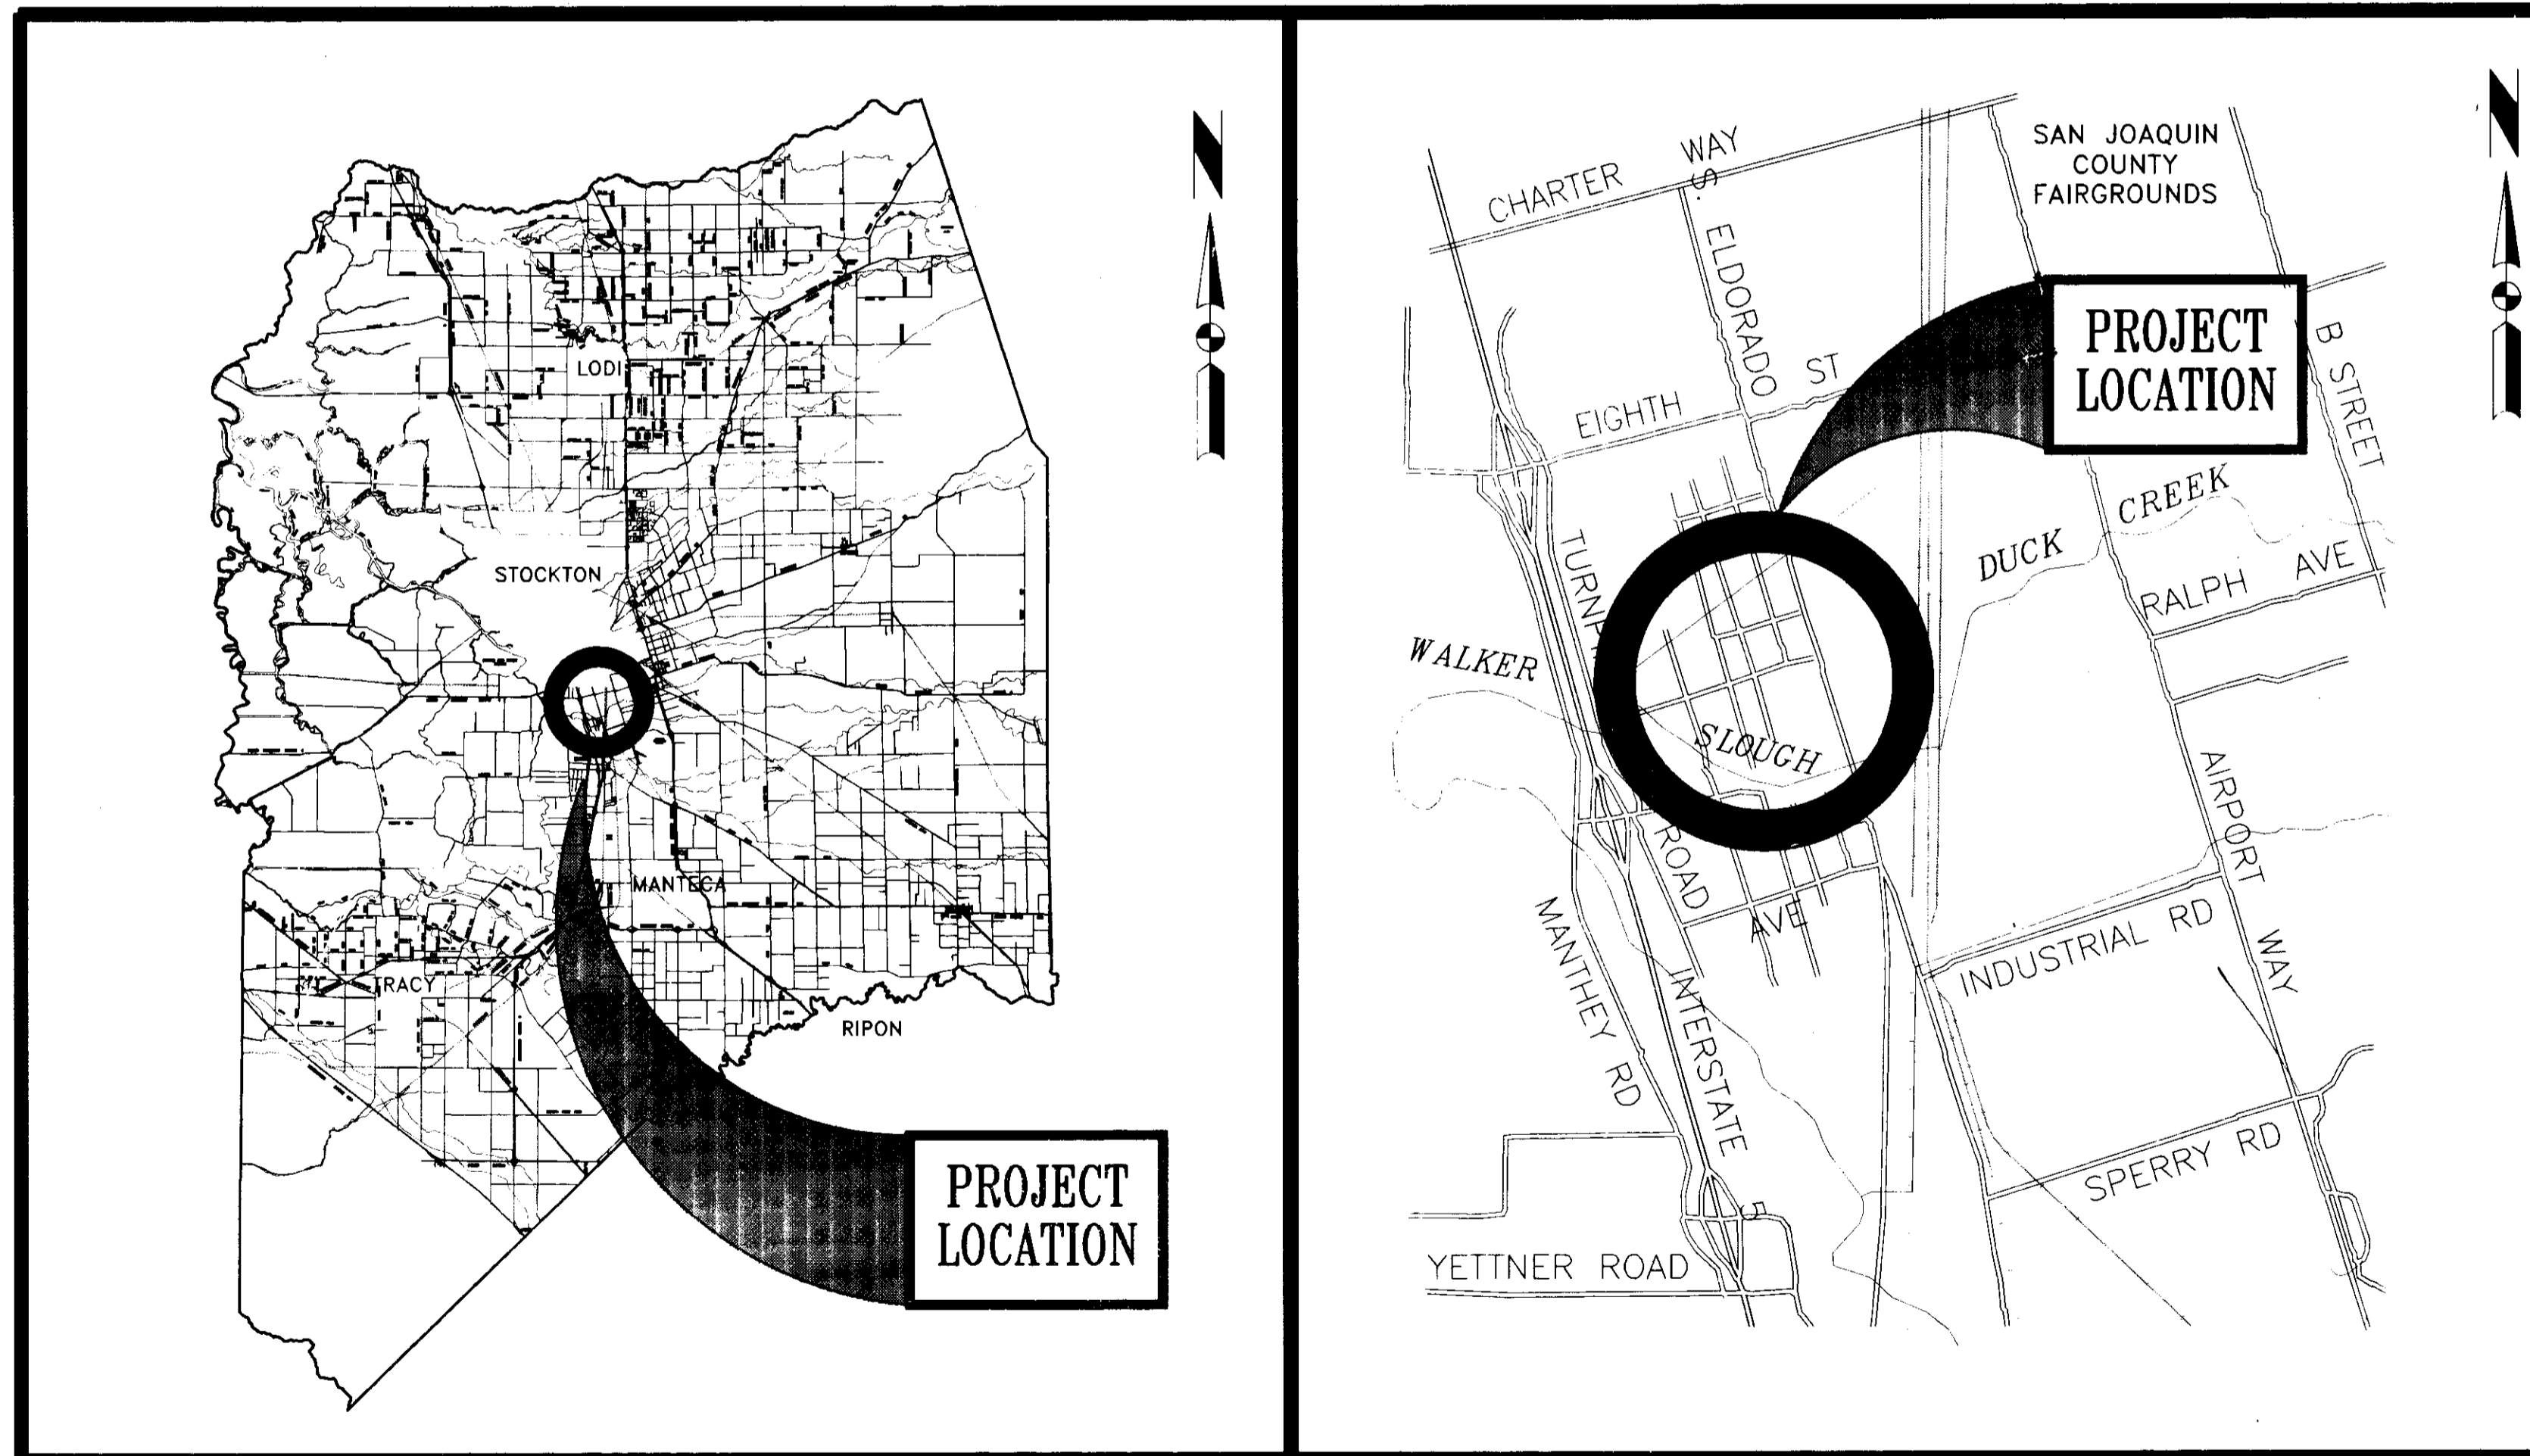 N
LODI
STOCKTON
MANTECA
TRACY
RIPON
PROJECT
LOCATION
N
SAN JOAQUIN
COUNTY
FAIRGROUNDS
CHARTER WAY
S. ELDORADO
EIGHTH ST
PROJECT
LOCATION
B STREET
DUCK CREEK
RALPH AVE
WALKER SLOUGH
ROAD
AVE
AIRPORT WAY
MANTHEY RD
INTERSTATE 5
INDUSTRIAL RD
SPERRY RD
YETTNER ROAD